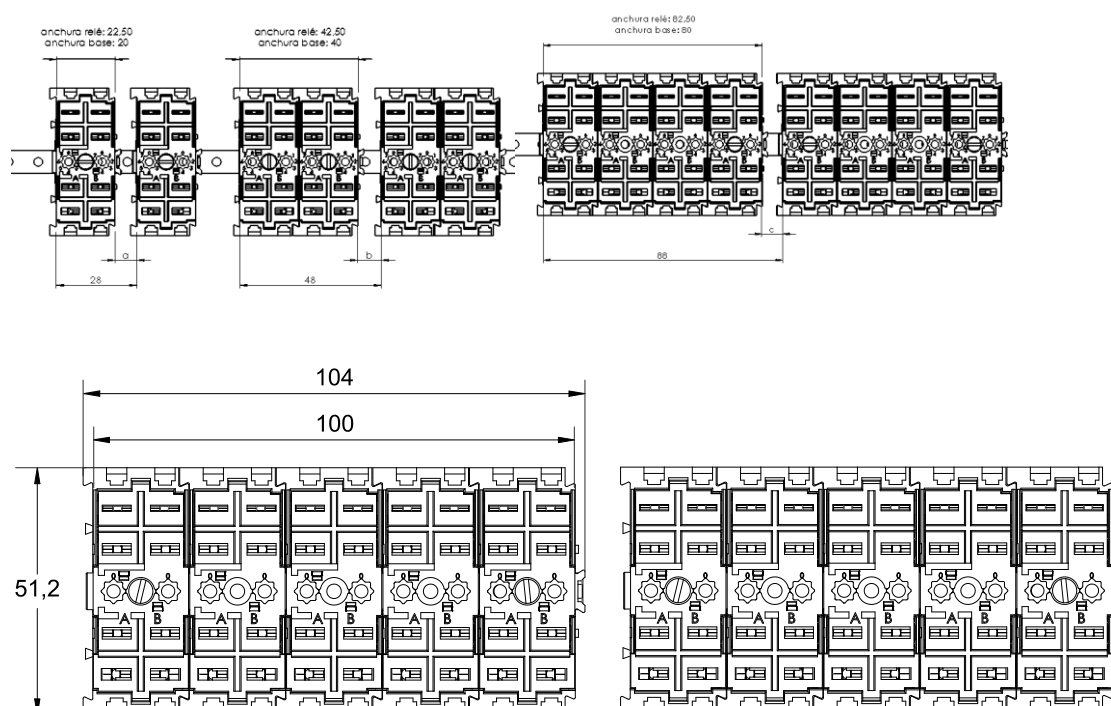 anchura relé: 22,50
anchura base: 20
anchura relé: 42,50
anchura base: 40
anchura relé: 82,50
anchura base: 80
a
28
b
48
c
88
104
100
51,2
A B
A B
A B
A B
A B
A B
A B
A B
A B
A B